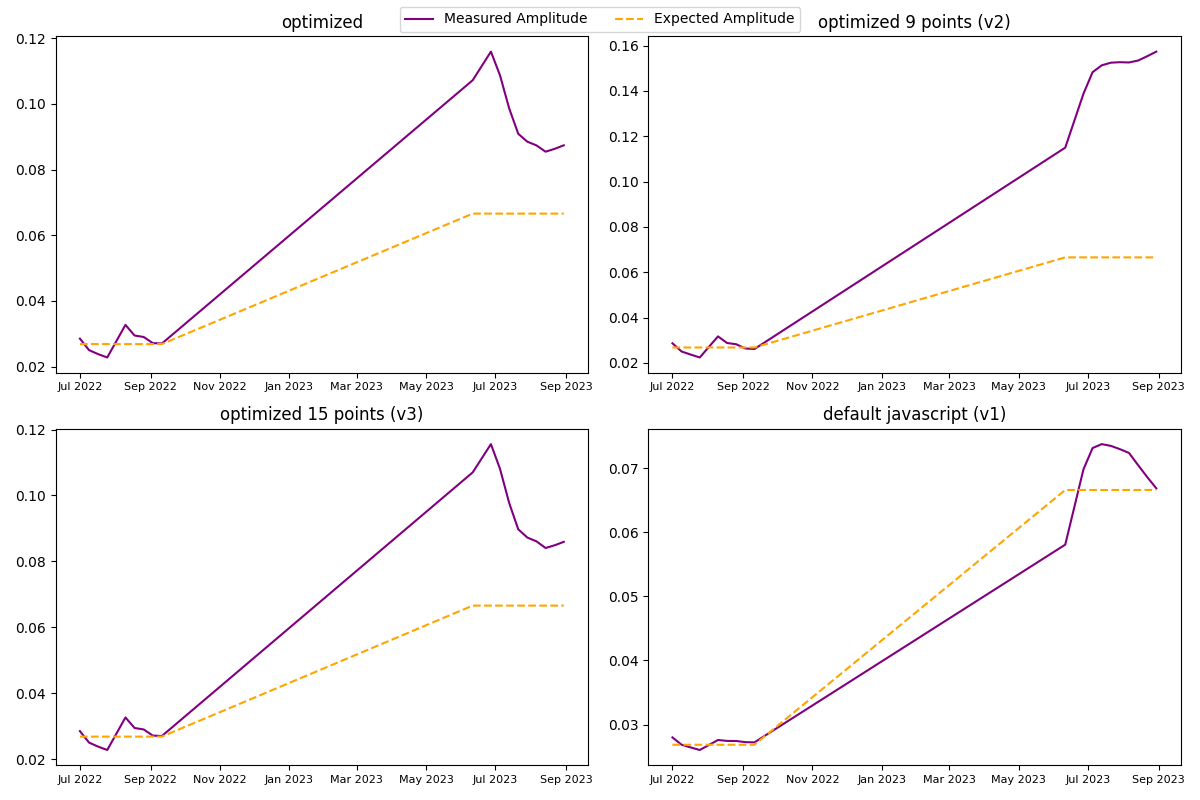 Measured Amplitude Expected Amplitude
optimized
0.12
0.10
0.08
0.06
0.04
0.02
Jul 2022 Sep 2022 Nov 2022 Jan 2023 Mar 2023 May 2023 Jul 2023 Sep 2023
optimized 9 points (v2)
0.16
0.14
0.12
0.10
0.08
0.06
0.04
0.02
Jul 2022 Sep 2022 Nov 2022 Jan 2023 Mar 2023 May 2023 Jul 2023 Sep 2023
optimized 15 points (v3)
0.12
0.10
0.08
0.06
0.04
0.02
Jul 2022 Sep 2022 Nov 2022 Jan 2023 Mar 2023 May 2023 Jul 2023 Sep 2023
default javascript (v1)
0.07
0.06
0.05
0.04
0.03
Jul 2022 Sep 2022 Nov 2022 Jan 2023 Mar 2023 May 2023 Jul 2023 Sep 2023